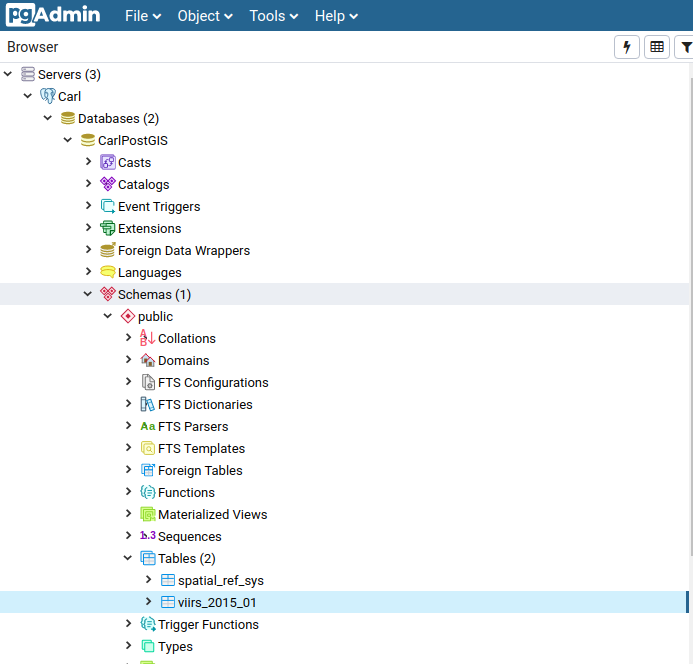 pgAdmin File Object Tools Help
Browser
Servers (3)
Carl
Databases (2)
CarlPostGIS
Casts
Catalogs
Event Triggers
Extensions
Foreign Data Wrappers
Languages
Schemas (1)
public
Collations
Domains
FTS Configurations
FTS Dictionaries
Aa FTS Parsers
FTS Templates
Foreign Tables
Functions
Materialized Views
1..3 Sequences
Tables (2)
spatial_ref_sys
viirs_2015_01
Trigger Functions
Types